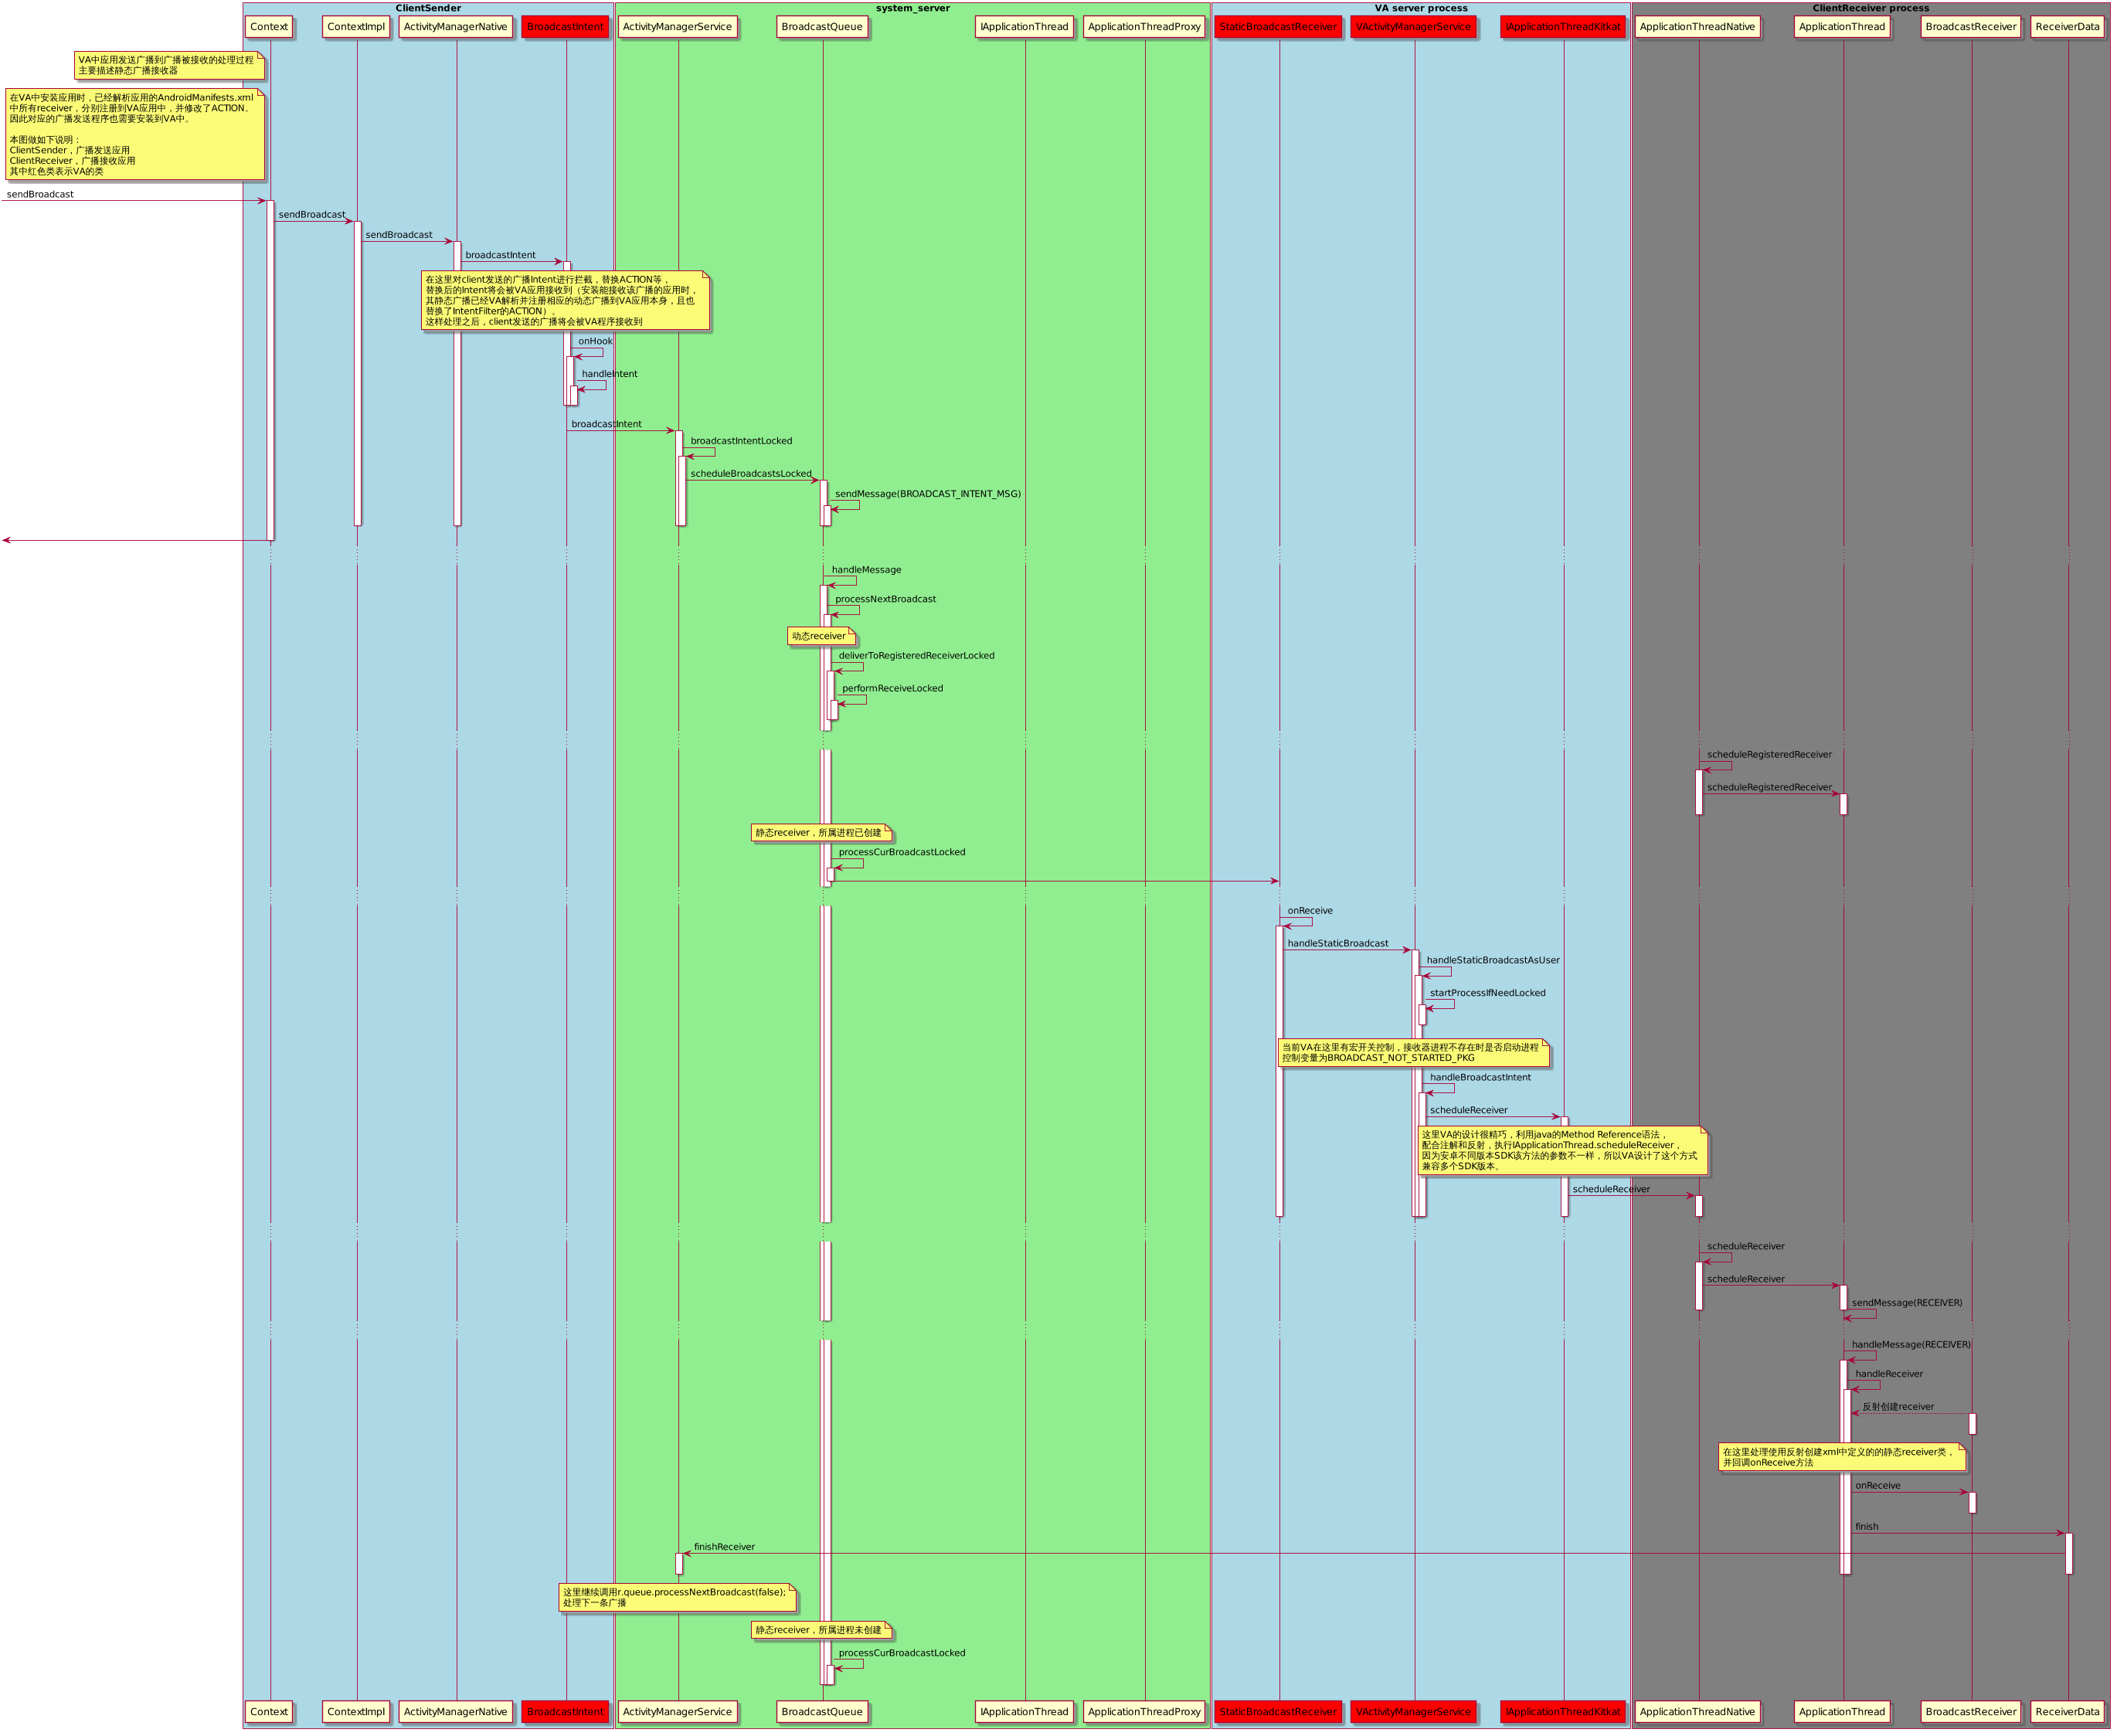 ClientSender
system_server
VA server process
ClientReceiver process
Context
ContextImpl
ActivityManagerNative
BroadcastIntent
ActivityManagerService
BroadcastQueue
IApplicationThread
ApplicationThreadProxy
StaticBroadcastReceiver
VActivityManagerService
IApplicationThreadKitkat
ApplicationThreadNative
ApplicationThread
BroadcastReceiver
ReceiverData
VA中应用发送广播到广播被接收的处理过程
主要描述静态广播接收器
在VA中安装应用时，已经解析应用的AndroidManifests.xml
中所有receiver，分别注册到VA应用中，并修改了ACTION。
因此对应的广播发送程序也需要安装到VA中。
本图做如下说明：
ClientSender，广播发送应用
ClientReceiver，广播接收应用
其中红色类表示VA的类
sendBroadcast
sendBroadcast
sendBroadcast
broadcastIntent
在这里对client发送的广播Intent进行拦截，替换ACTION等，
替换后的Intent将会被VA应用接收到（安装能接收该广播的应用时，
其静态广播已经VA解析并注册相应的动态广播到VA应用本身，且也
替换了IntentFilter的ACTION）。
这样处理之后，client发送的广播将会被VA程序接收到
onHook
handleIntent
broadcastIntent
broadcastIntentLocked
scheduleBroadcastsLocked
sendMessage(BROADCAST_INTENT_MSG)
handleMessage
processNextBroadcast
动态receiver
deliverToRegisteredReceiverLocked
performReceiveLocked
scheduleRegisteredReceiver
scheduleRegisteredReceiver
静态receiver，所属进程已创建
processCurBroadcastLocked
onReceive
handleStaticBroadcast
handleStaticBroadcastAsUser
startProcessIfNeedLocked
当前VA在这里有宏开关控制，接收器进程不存在时是否启动进程
控制变量为BROADCAST_NOT_STARTED_PKG
handleBroadcastIntent
scheduleReceiver
这里VA的设计很精巧，利用java的Method Reference语法，
配合注解和反射，执行IApplicationThread.scheduleReceiver，
因为安卓不同版本SDK该方法的参数不一样，所以VA设计了这个方式
兼容多个SDK版本。
scheduleReceiver
scheduleReceiver
scheduleReceiver
sendMessage(RECEIVER)
handleMessage(RECEIVER)
handleReceiver
反射创建receiver
在这里处理使用反射创建xml中定义的的静态receiver类，
并回调onReceive方法
onReceive
finish
finishReceiver
这里继续调用r.queue.processNextBroadcast(false);
处理下一条广播
静态receiver，所属进程未创建
processCurBroadcastLocked
Context
ContextImpl
ActivityManagerNative
BroadcastIntent
ActivityManagerService
BroadcastQueue
IApplicationThread
ApplicationThreadProxy
StaticBroadcastReceiver
VActivityManagerService
IApplicationThreadKitkat
ApplicationThreadNative
ApplicationThread
BroadcastReceiver
ReceiverData